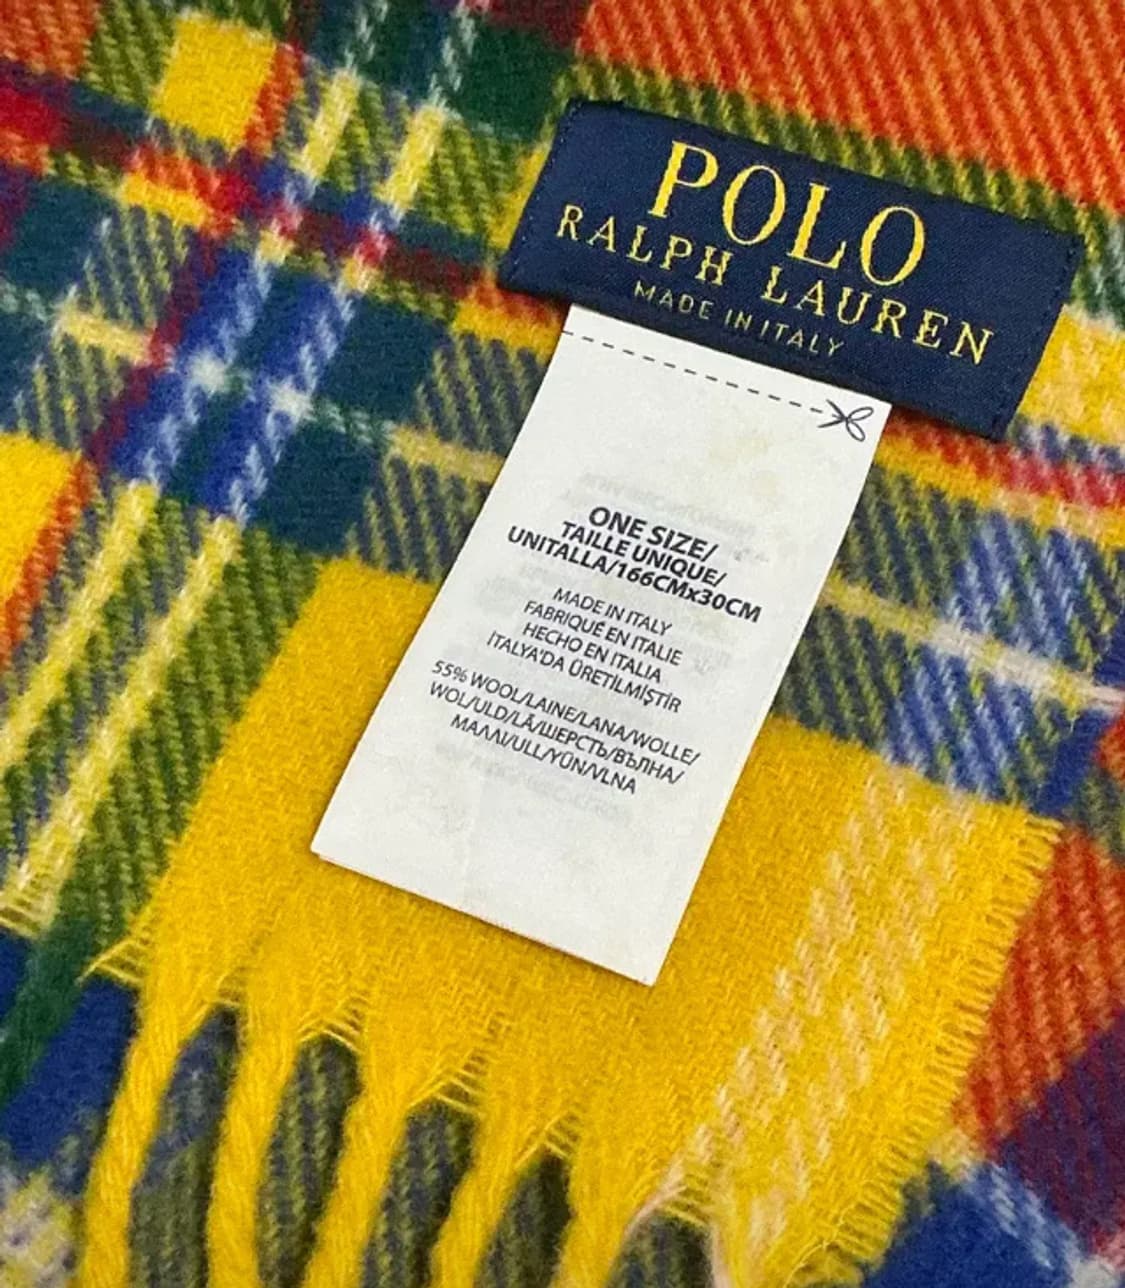 POLO
RALPH LAUREN
MADE IN ITALY
ONE SIZE/
TAILLE UNIQUE/
UNITALLA/166CMx30CM
MADE IN ITALY
FABRIQUÉ EN ITALIE
HECHO EN ITALIA
İTALYA'DA ÜRETİLMİŞTİR
55% WOOL/LAINE/LANA/WOLLE/
WOL/ULD/LÃ/ШЕРСТЬ/ВЪЛНА/
ΜΑΛΛΙ/ULL/YÜN/VLNA